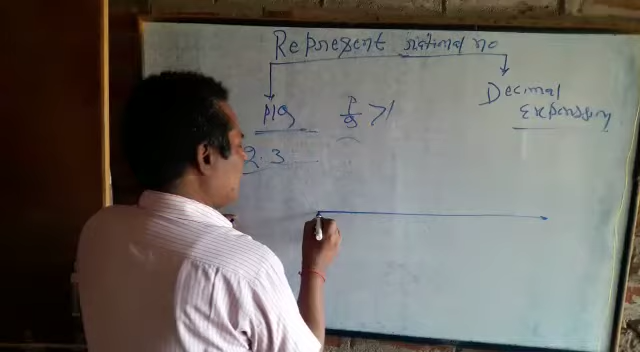 Represent rational no
P/q P/q >1 Decimal
Expansion
2.3